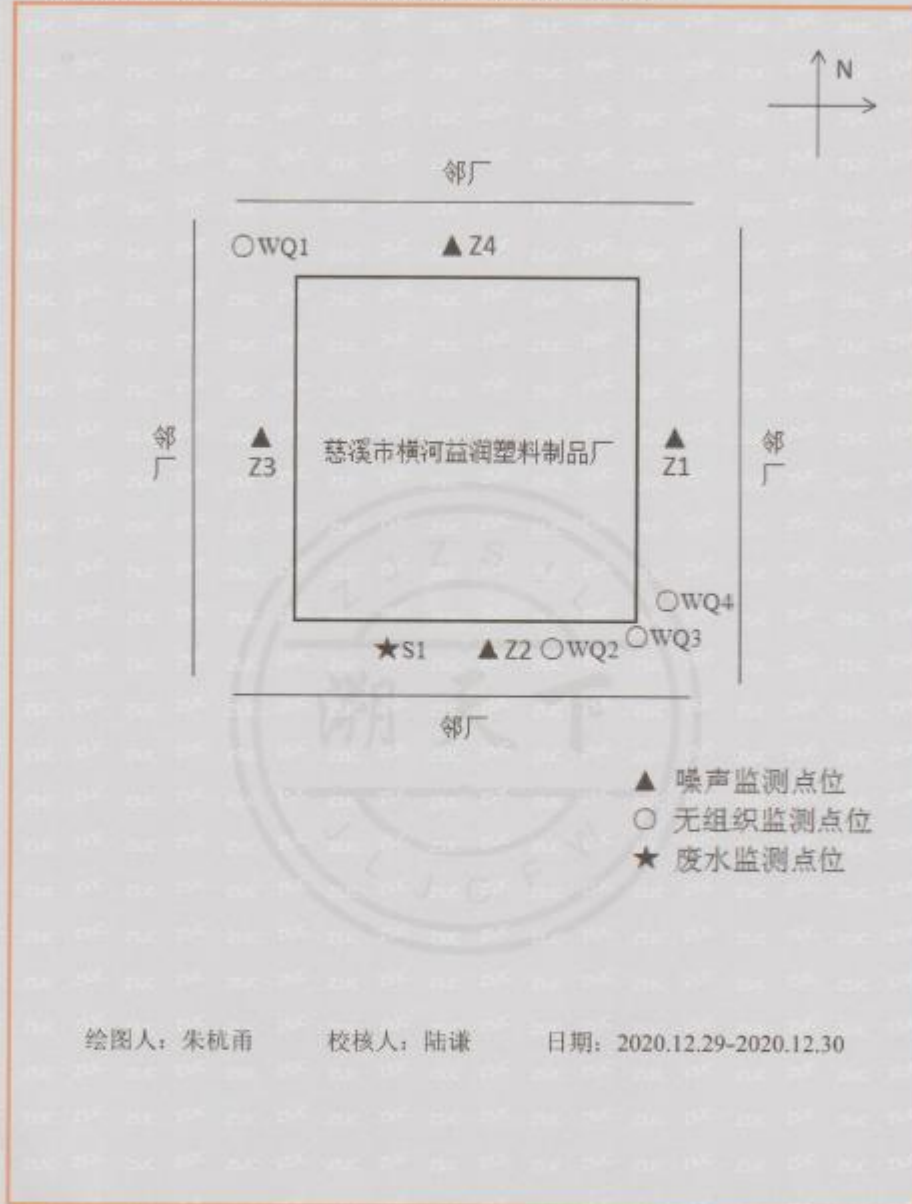 N
邻厂
○WQ1
▲ Z4
邻厂
▲
Z3
慈溪市横河益润塑料制品厂
▲
Z1
邻厂
○WQ4
★S1
▲ Z2
○WQ2
○WQ3
邻厂
溯天下
▲ 噪声监测点位
○ 无组织监测点位
★ 废水监测点位
绘图人：朱杭甬 校核人：陆谦 日期：2020.12.29-2020.12.30